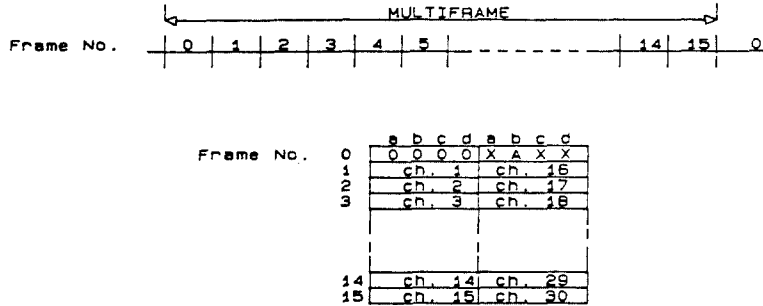 MULTIFRAME
Frame No. 0 1 2 3 4 5 14 15 0
a b c d a b c d
Frame No. 0 0 0 0 0 X A X X
1 ch. 1 ch. 16
2 ch. 2 ch. 17
3 ch. 3 ch. 18
14 ch. 14 ch. 29
15 ch. 15 ch. 30